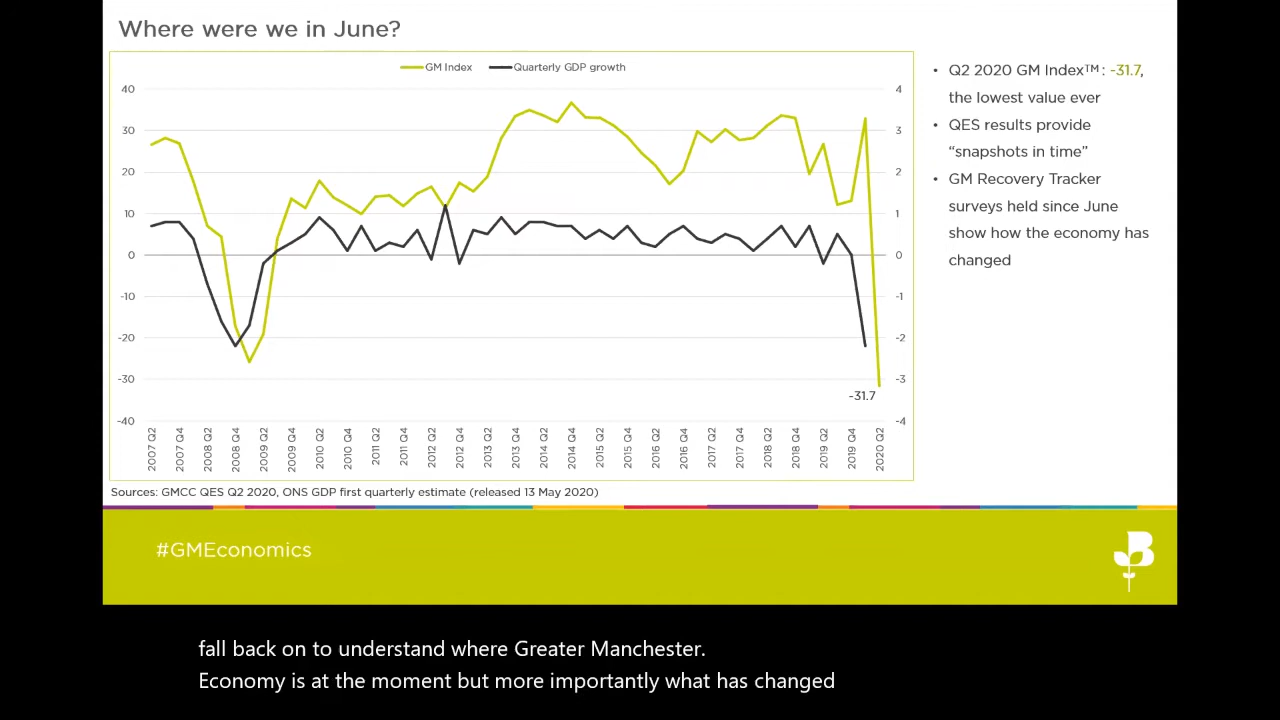 Where were we in June?
GM Index Quarterly GDP growth
40 4
30 3
20 2
10 1
0 0
-10 -1
-20 -2
-30 -3
-31.7
-40 -4
2007 Q2
2007 Q4
2008 Q2
2008 Q4
2009 Q2
2009 Q4
2010 Q2
2010 Q4
2011 Q2
2011 Q4
2012 Q2
2012 Q4
2013 Q2
2013 Q4
2014 Q2
2014 Q4
2015 Q2
2015 Q4
2016 Q2
2016 Q4
2017 Q2
2017 Q4
2018 Q2
2018 Q4
2019 Q2
2019 Q4
2020 Q2
Sources: GMCC QES Q2 2020, ONS GDP first quarterly estimate (released 13 May 2020)
• Q2 2020 GM Index™: -31.7,
the lowest value ever
• QES results provide
“snapshots in time”
• GM Recovery Tracker
surveys held since June
show how the economy has
changed
#GMEconomics
fall back on to understand where Greater Manchester.
Economy is at the moment but more importantly what has changed